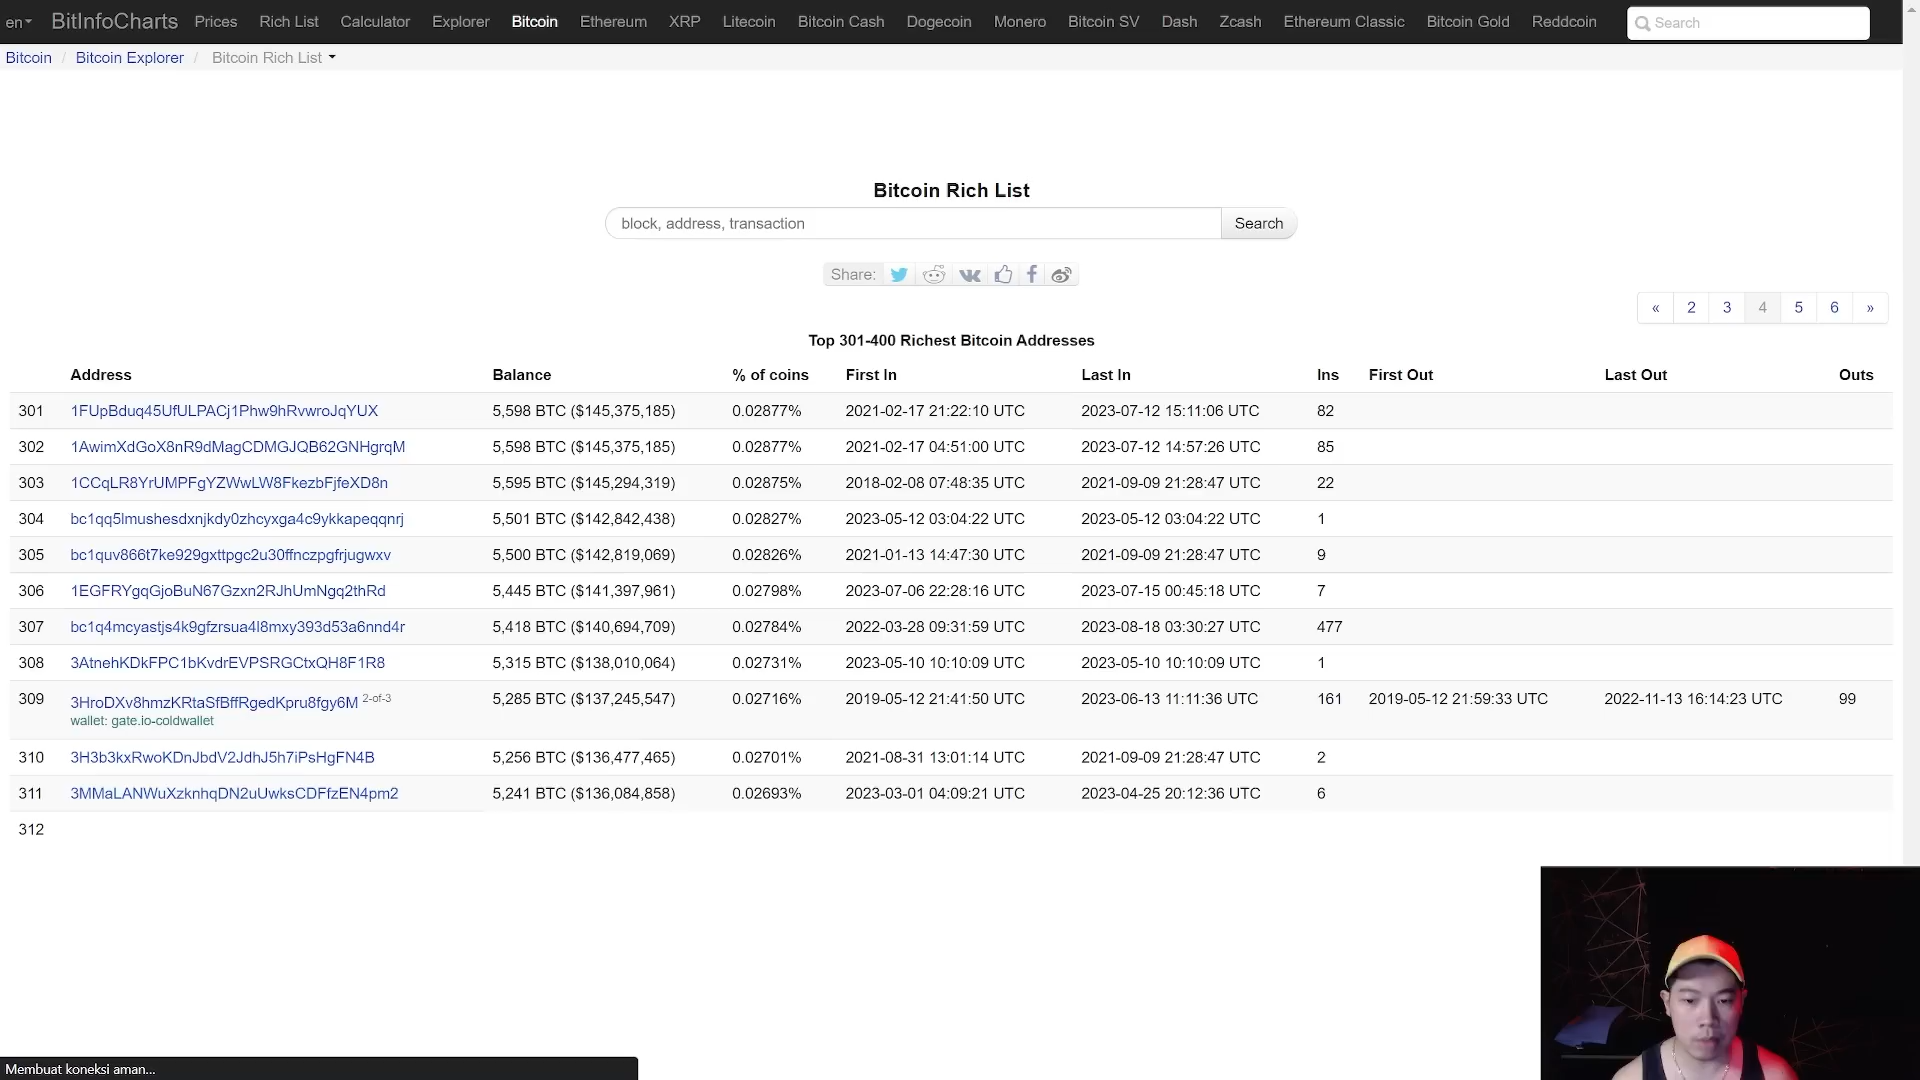 en BitInfoCharts Prices Rich List Calculator Explorer Bitcoin Ethereum XRP Litecoin Bitcoin Cash Dogecoin Monero Bitcoin SV Dash Zcash Ethereum Classic Bitcoin Gold Reddcoin Search
Bitcoin / Bitcoin Explorer / Bitcoin Rich List
Bitcoin Rich List
block, address, transaction Search
Share:
« 2 3 4 5 6 »
Top 301-400 Richest Bitcoin Addresses
Address Balance % of coins First In Last In Ins First Out Last Out Outs
301 1FUpBduq45UfULPACj1Phw9hRvwroJqYUX 5,598 BTC ($145,375,185) 0.02877% 2021-02-17 21:22:10 UTC 2023-07-12 15:11:06 UTC 82
302 1AwimXdGoX8nR9dMagCDMGJQB62GNHgrqM 5,598 BTC ($145,375,185) 0.02877% 2021-02-17 04:51:00 UTC 2023-07-12 14:57:26 UTC 85
303 1CCqLR8YrUMPFgYZWwLW8FkezbFjfeXD8n 5,595 BTC ($145,294,319) 0.02875% 2018-02-08 07:48:35 UTC 2021-09-09 21:28:47 UTC 22
304 bc1qq5lmushesdxnjkdy0zhcyxga4c9ykkapeqqnrj 5,501 BTC ($142,842,438) 0.02827% 2023-05-12 03:04:22 UTC 2023-05-12 03:04:22 UTC 1
305 bc1quv866t7ke929gxttpgc2u30ffnczpgfrjugwxv 5,500 BTC ($142,819,069) 0.02826% 2021-01-13 14:47:30 UTC 2021-09-09 21:28:47 UTC 9
306 1EGFRYgqGjoBuN67Gzxn2RJhUmNgq2thRd 5,445 BTC ($141,397,961) 0.02798% 2023-07-06 22:28:16 UTC 2023-07-15 00:45:18 UTC 7
307 bc1q4mcyastjs4k9gfzrsua4l8mxy393d53a6nnd4r 5,418 BTC ($140,694,709) 0.02784% 2022-03-28 09:31:59 UTC 2023-08-18 03:30:27 UTC 477
308 3AtnehKDkFPC1bKvdrEVPSRGCtxQH8F1R8 5,315 BTC ($138,010,064) 0.02731% 2023-05-10 10:10:09 UTC 2023-05-10 10:10:09 UTC 1
309 3HroDXv8hmzKRtaSfBffRgedKpru8fgy6M 2-of-3 5,285 BTC ($137,245,547) 0.02716% 2019-05-12 21:41:50 UTC 2023-06-13 11:11:36 UTC 161 2019-05-12 21:59:33 UTC 2022-11-13 16:14:23 UTC 99
wallet: gate.io-coldwallet
310 3H3b3kxRwoKDnJbdV2JdhJ5h7iPsHgFN4B 5,256 BTC ($136,477,465) 0.02701% 2021-08-31 13:01:14 UTC 2021-09-09 21:28:47 UTC 2
311 3MMaLANWuXzknhqDN2uUwksCDFfzEN4pm2 5,241 BTC ($136,084,858) 0.02693% 2023-03-01 04:09:21 UTC 2023-04-25 20:12:36 UTC 6
312
Membuat koneksi aman...